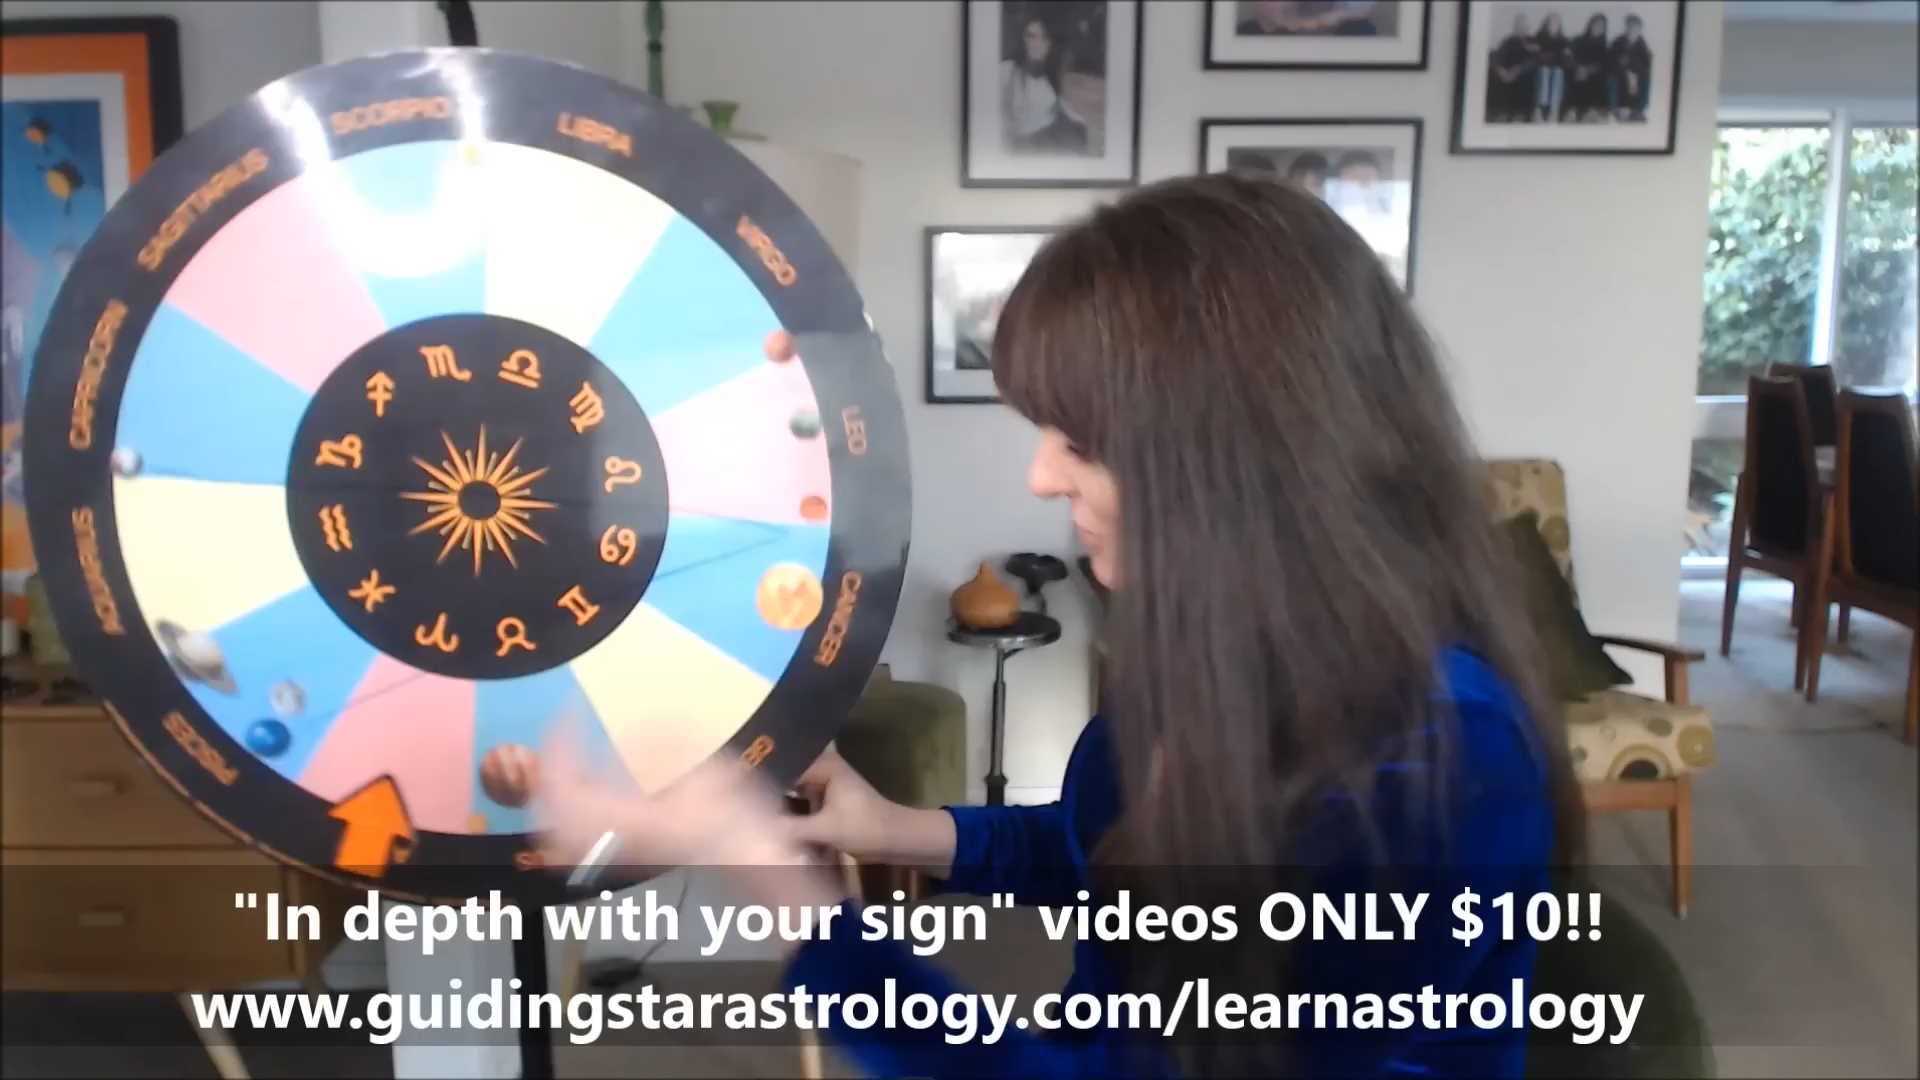 SCORPIO
LIBRA
SAGITTARIUS
VIRGO
CAPRICORN
LEO
AQUARIUS
CANCER
PISCES
"In depth with your sign" videos ONLY $10!!
www.guidingstarastrology.com/learnastrology